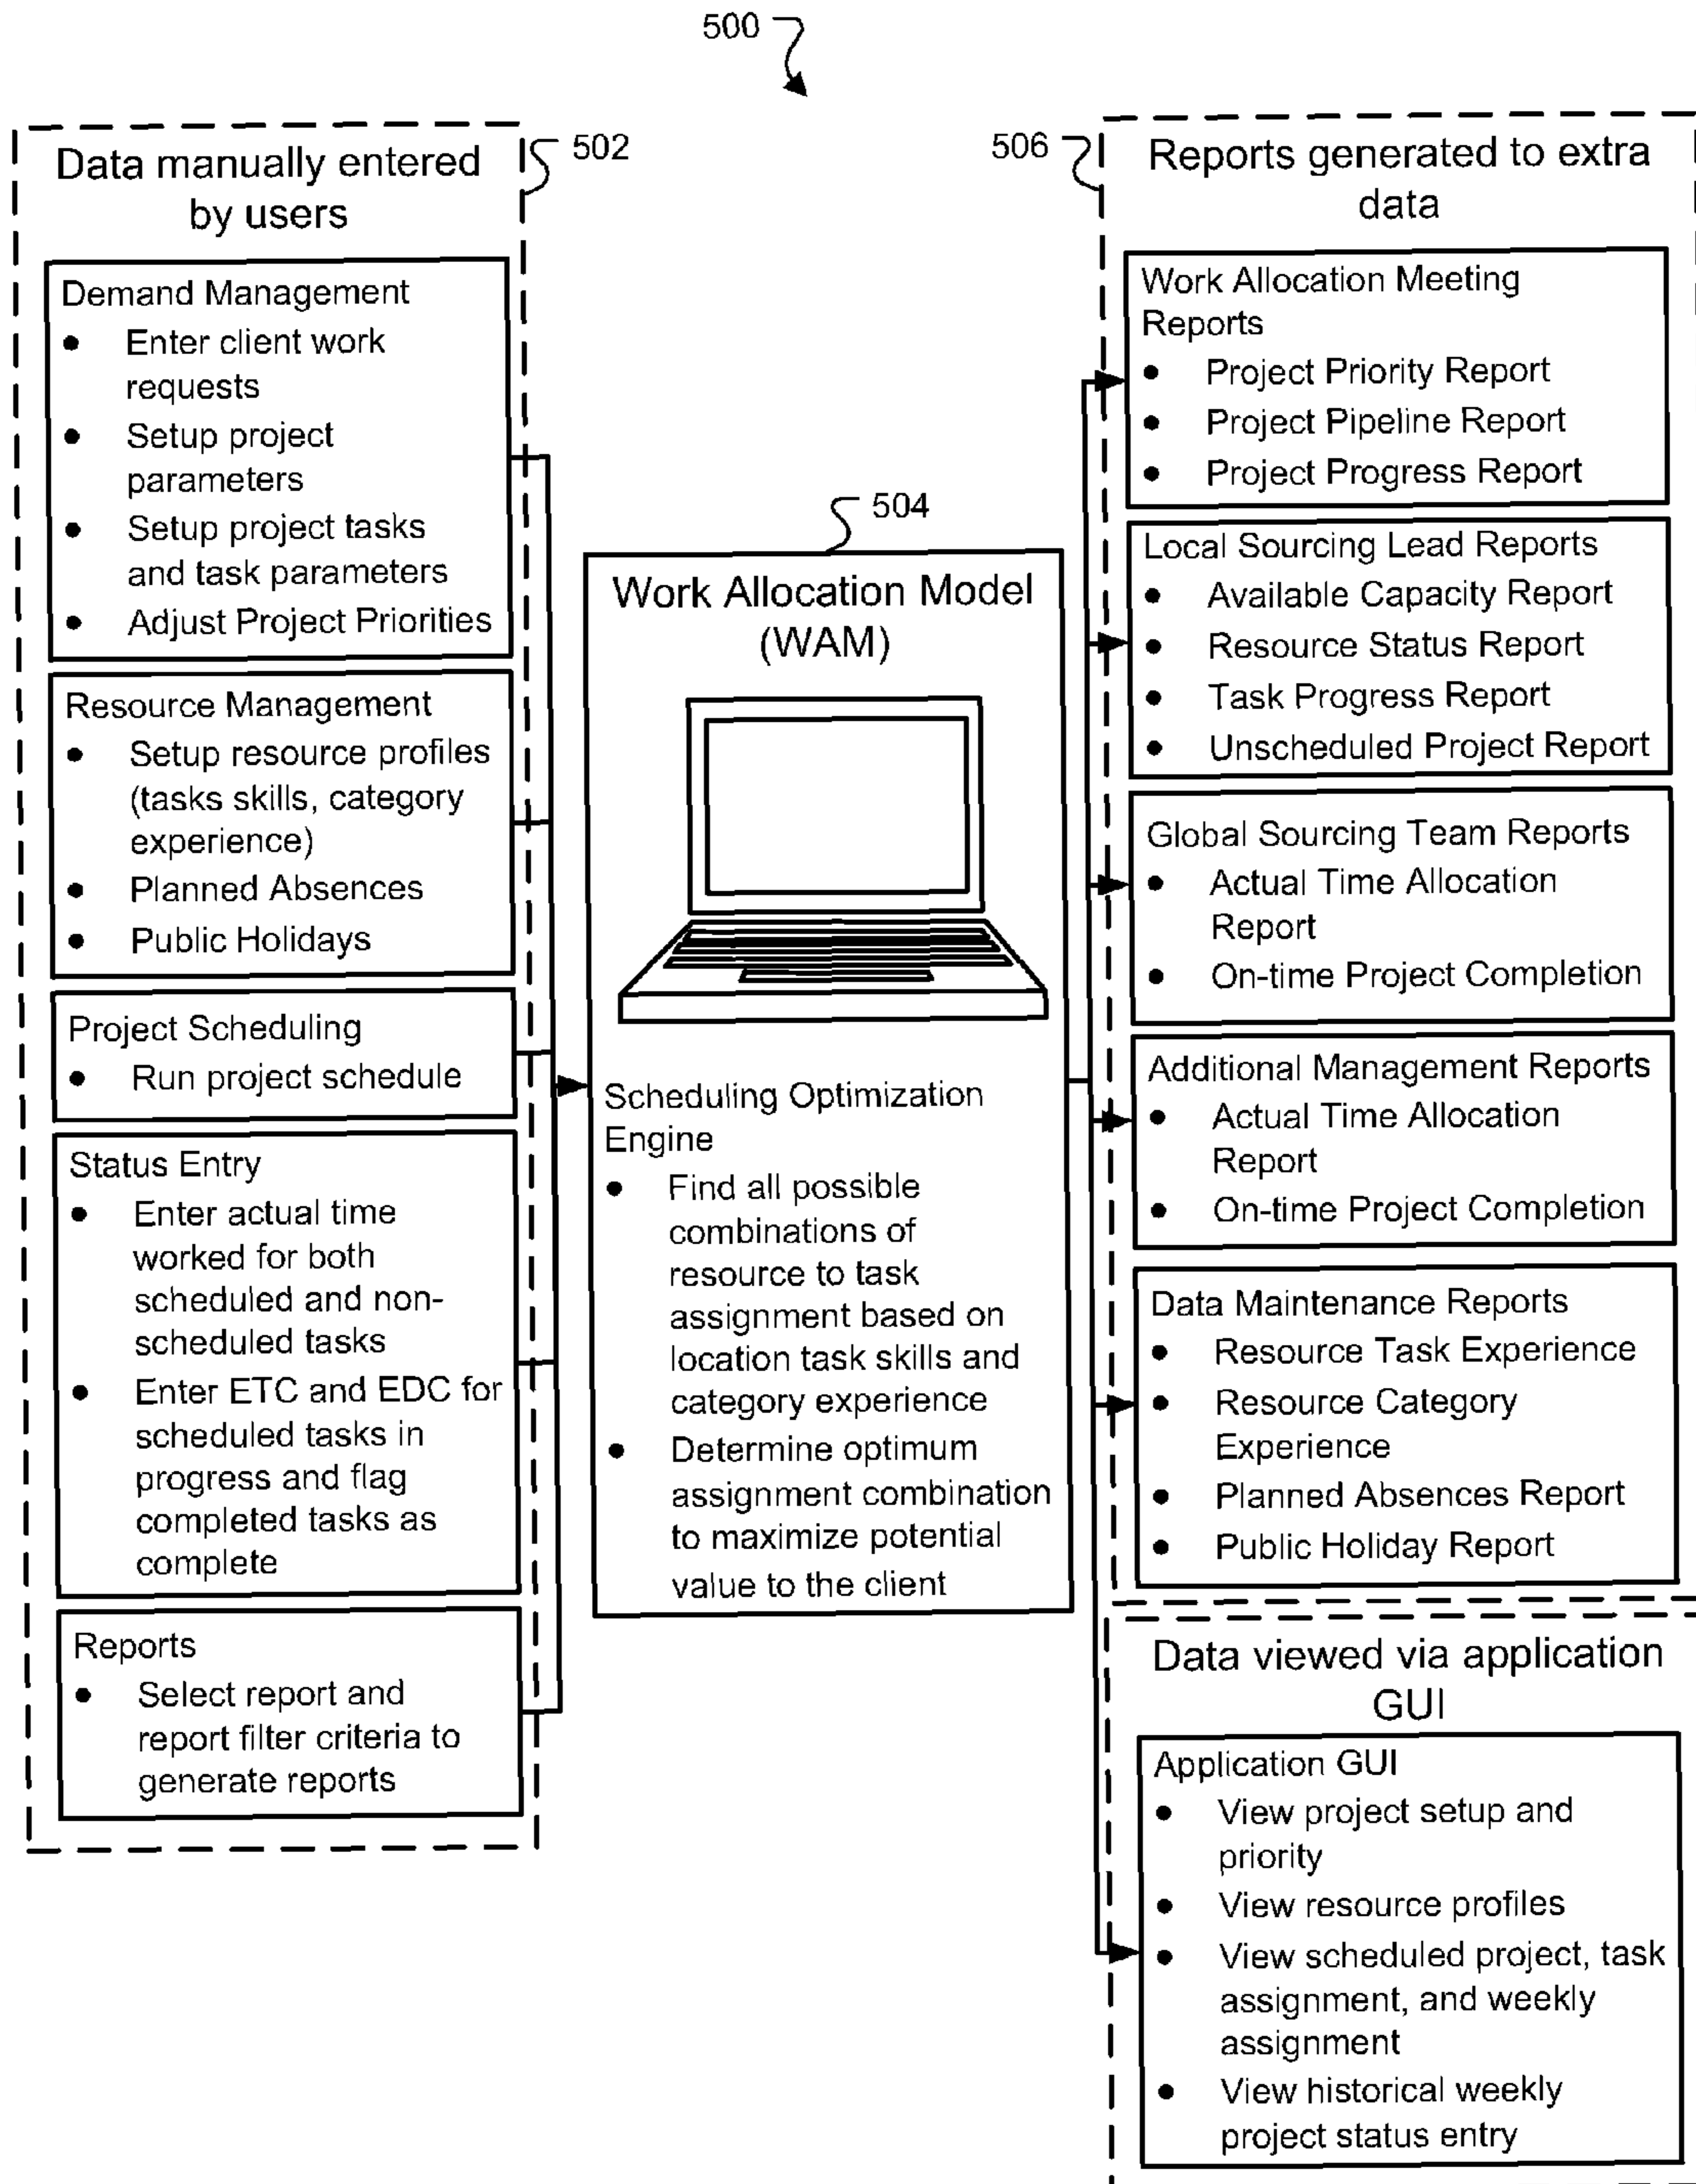 500
Data manually entered
by users
502
Demand Management
• Enter client work
requests
• Setup project
parameters
• Setup project tasks
and task parameters
• Adjust Project Priorities
Resource Management
• Setup resource profiles
(tasks skills, category
experience)
• Planned Absences
• Public Holidays
Project Scheduling
• Run project schedule
Status Entry
• Enter actual time
worked for both
scheduled and non-
scheduled tasks
• Enter ETC and EDC for
scheduled tasks in
progress and flag
completed tasks as
complete
Reports
• Select report and
report filter criteria to
generate reports
504
Work Allocation Model
(WAM)
Scheduling Optimization
Engine
• Find all possible
combinations of
resource to task
assignment based on
location task skills and
category experience
• Determine optimum
assignment combination
to maximize potential
value to the client
506
Reports generated to extra
data
Work Allocation Meeting
Reports
• Project Priority Report
• Project Pipeline Report
• Project Progress Report
Local Sourcing Lead Reports
• Available Capacity Report
• Resource Status Report
• Task Progress Report
• Unscheduled Project Report
Global Sourcing Team Reports
• Actual Time Allocation
Report
• On-time Project Completion
Additional Management Reports
• Actual Time Allocation
Report
• On-time Project Completion
Data Maintenance Reports
• Resource Task Experience
• Resource Category
Experience
• Planned Absences Report
• Public Holiday Report
Data viewed via application
GUI
Application GUI
• View project setup and
priority
• View resource profiles
• View scheduled project, task
assignment, and weekly
assignment
• View historical weekly
project status entry